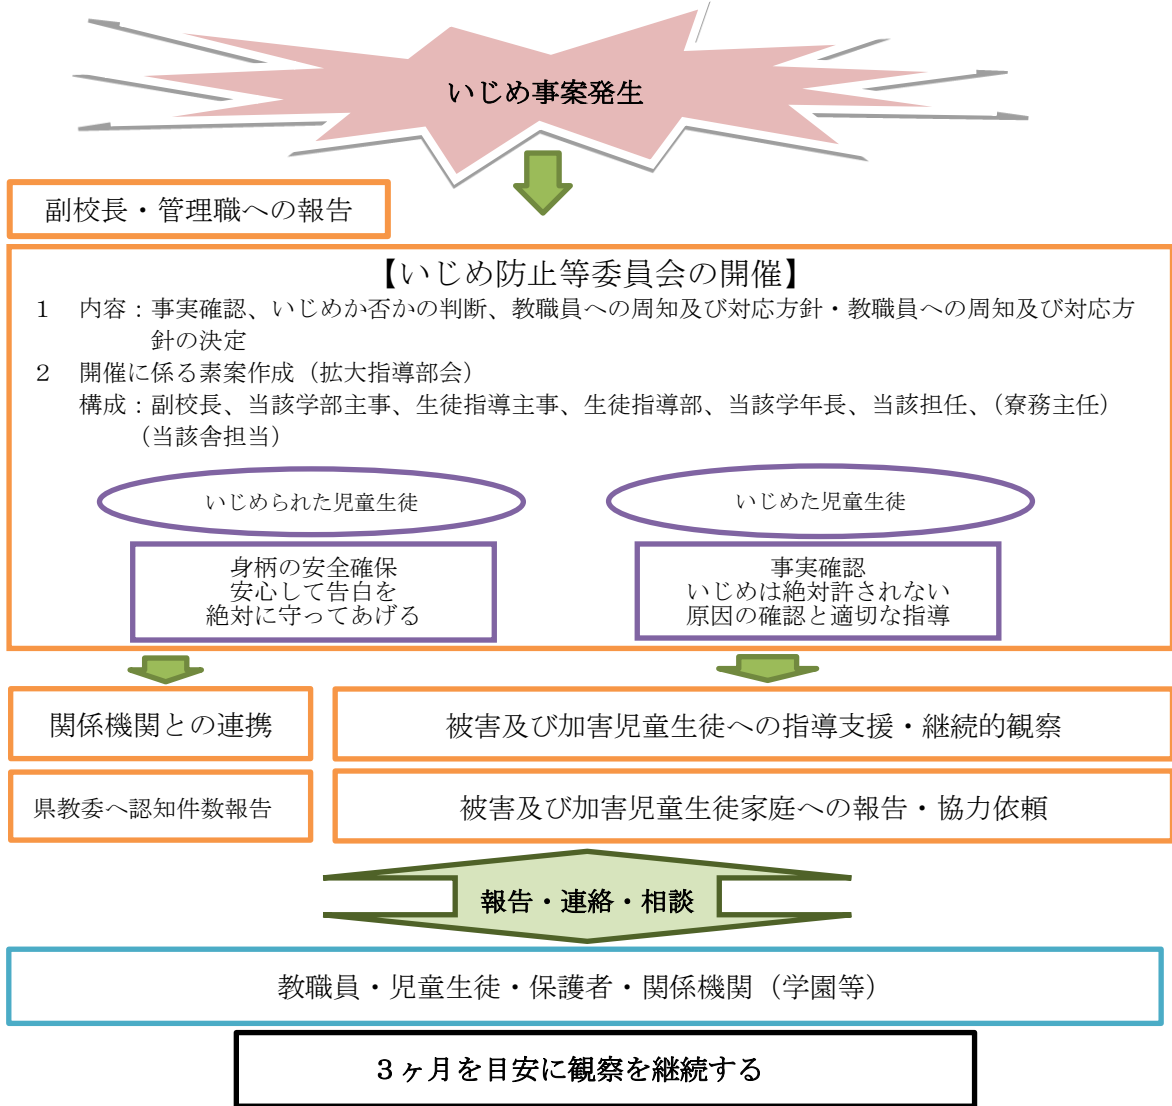 いじめ事案発生
副校長・管理職への報告
【いじめ防止等委員会の開催】
１　内容：事実確認、いじめか否かの判断、教職員への周知及び対応方針・教職員への周知及び対応方
針の決定
２　開催に係る素案作成（拡大指導部会）
構成：副校長、当該学部主事、生徒指導主事、生徒指導部、当該学年長、当該担任、（寮務主任）
（当該舎担当）
いじめられた児童生徒
いじめた児童生徒
身柄の安全確保
安心して告白を
絶対に守ってあげる
事実確認
いじめは絶対許されない
原因の確認と適切な指導
関係機関との連携
被害及び加害児童生徒への指導支援・継続的観察
県教委へ認知件数報告
被害及び加害児童生徒家庭への報告・協力依頼
報告・連絡・相談
教職員・児童生徒・保護者・関係機関（学園等）
３ヶ月を目安に観察を継続する